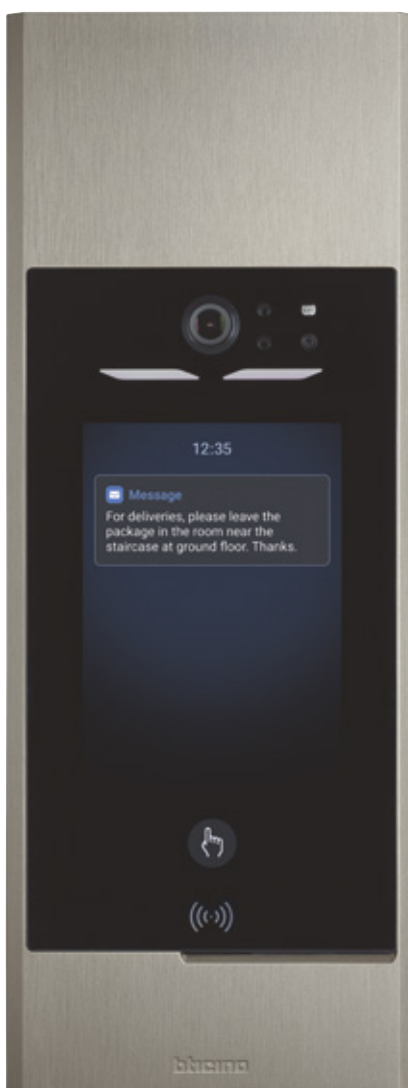 12:35
Message
For deliveries, please leave the
package in the room near the
staircase at ground floor. Thanks.
bticino